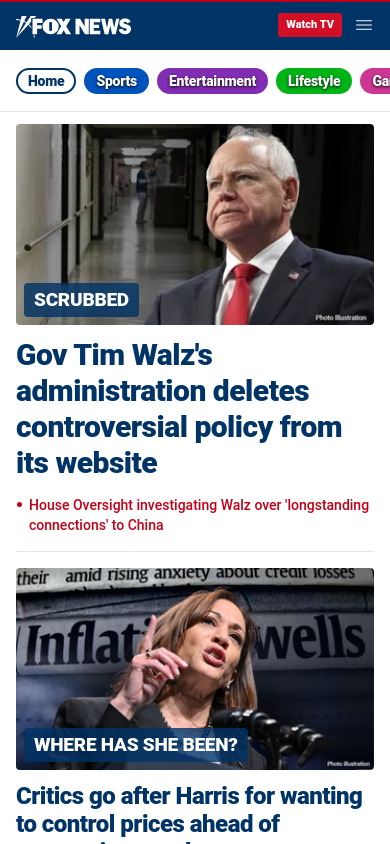 FOX NEWS
Watch TV
Home
Sports
Entertainment
Lifestyle
Ga
SCRUBBED
Photo Illustration
Gov Tim Walz's
administration deletes
controversial policy from
its website
House Oversight investigating Walz over 'longstanding
connections' to China
their amid rising anxiety about credit losses
Inflat wells
WHERE HAS SHE BEEN?
Photo illustration
Critics go after Harris for wanting
to control prices ahead of